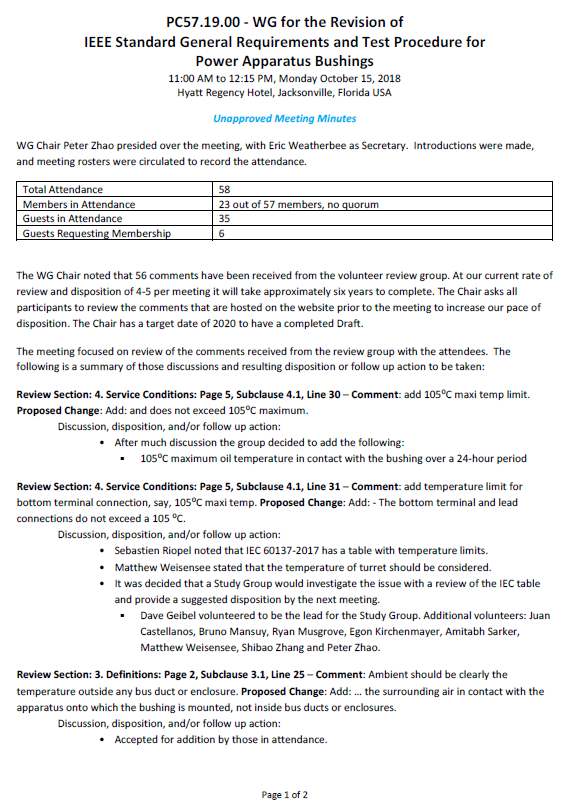 PC57.19.00 - WG for the Revision of
IEEE Standard General Requirements and Test Procedure for
Power Apparatus Bushings
11:00 AM to 12:15 PM, Monday October 15, 2018
Hyatt Regency Hotel, Jacksonville, Florida USA
Unapproved Meeting Minutes
WG Chair Peter Zhao presided over the meeting, with Eric Weatherbee as Secretary.  Introductions were made,
and meeting rosters were circulated to record the attendance.
Total Attendance 58
Members in Attendance 23 out of 57 members, no quorum
Guests in Attendance 35
Guests Requesting Membership 6
The WG Chair noted that 56 comments have been received from the volunteer review group. At our current rate of
review and disposition of 4-5 per meeting it will take approximately six years to complete. The Chair asks all
participants to review the comments that are hosted on the website prior to the meeting to increase our pace of
disposition. The Chair has a target date of 2020 to have a completed Draft.
The meeting focused on review of the comments received from the review group with the attendees.  The
following is a summary of those discussions and resulting disposition or follow up action to be taken:
Review Section: 4. Service Conditions: Page 5, Subclause 4.1, Line 30 – Comment: add 105⁰C maxi temp limit.
Proposed Change: Add: and does not exceed 105⁰C maximum.
Discussion, disposition, and/or follow up action:
• After much discussion the group decided to add the following:
▪ 105⁰C maximum oil temperature in contact with the bushing over a 24-hour period
Review Section: 4. Service Conditions: Page 5, Subclause 4.1, Line 31 – Comment: add temperature limit for
bottom terminal connection, say, 105⁰C maxi temp. Proposed Change: Add: - The bottom terminal and lead
connections do not exceed a 105 ⁰C.
Discussion, disposition, and/or follow up action:
• Sebastien Riopel noted that IEC 60137-2017 has a table with temperature limits.
• Matthew Weisensee stated that the temperature of turret should be considered.
• It was decided that a Study Group would investigate the issue with a review of the IEC table
and provide a suggested disposition by the next meeting.
▪ Dave Geibel volunteered to be the lead for the Study Group. Additional volunteers: Juan
Castellanos, Bruno Mansuy, Ryan Musgrove, Egon Kirchenmayer, Amitabh Sarker,
Matthew Weisensee, Shibao Zhang and Peter Zhao.
Review Section: 3. Definitions: Page 2, Subclause 3.1, Line 25 – Comment: Ambient should be clearly the
temperature outside any bus duct or enclosure. Proposed Change: Add: … the surrounding air in contact with the
apparatus onto which the bushing is mounted, not inside bus ducts or enclosures.
Discussion, disposition, and/or follow up action:
• Accepted for addition by those in attendance.
Page 1 of 2